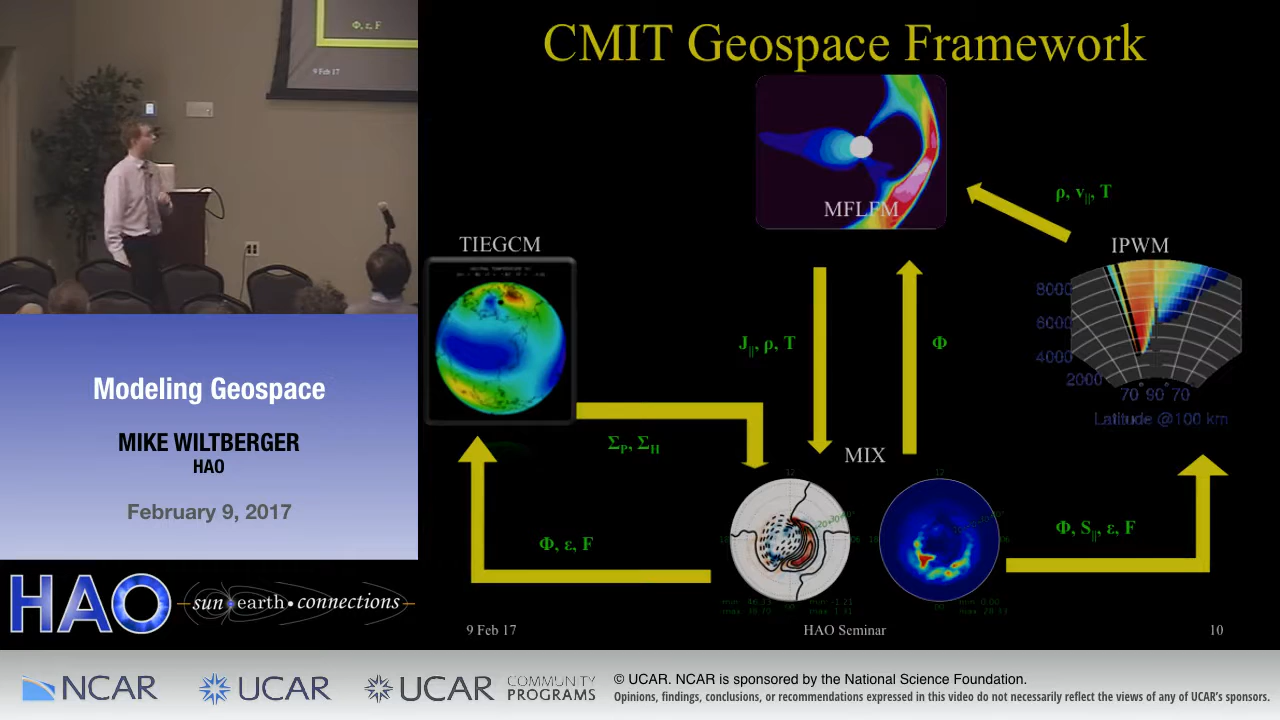 Φ, ε, F
9 Feb 17
CMIT Geospace Framework
MFLFM
ρ, v||, T
TIEGCM
IPWM
8000
6000
4000
2000
70 90 70
Latitude @100 km
J||, ρ, T
Φ
ΣP, ΣH
MIX
Φ, ε, F
Φ, S||, ε, F
9 Feb 17
HAO Seminar
10
Modeling Geospace
MIKE WILTBERGER
HAO
February 9, 2017
HAO
sun earth • connections
NCAR
UCAR
UCAR COMMUNITY PROGRAMS
© UCAR. NCAR is sponsored by the National Science Foundation.
Opinions, findings, conclusions, or recommendations expressed in this video do not necessarily reflect the views of any of UCAR's sponsors.